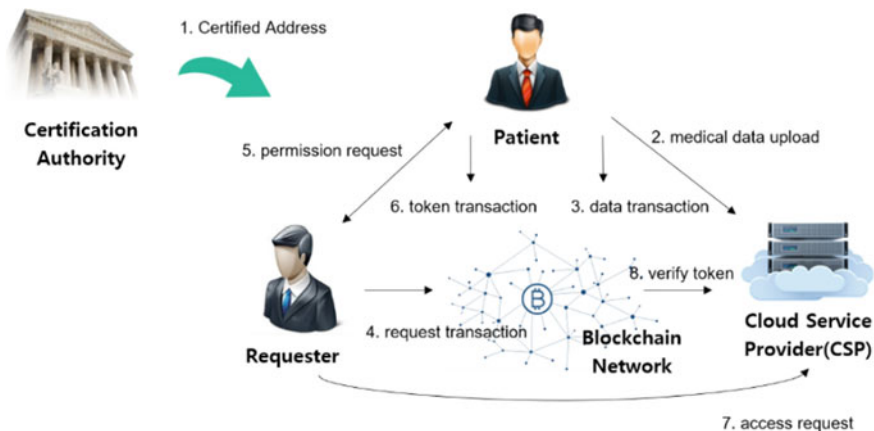 1. Certified Address
Certification
Authority
Patient
5. permission request
2. medical data upload
6. token transaction
3. data transaction
8. verify token
4. request transaction
Requester
Blockchain
Network
Cloud Service
Provider(CSP)
7. access request